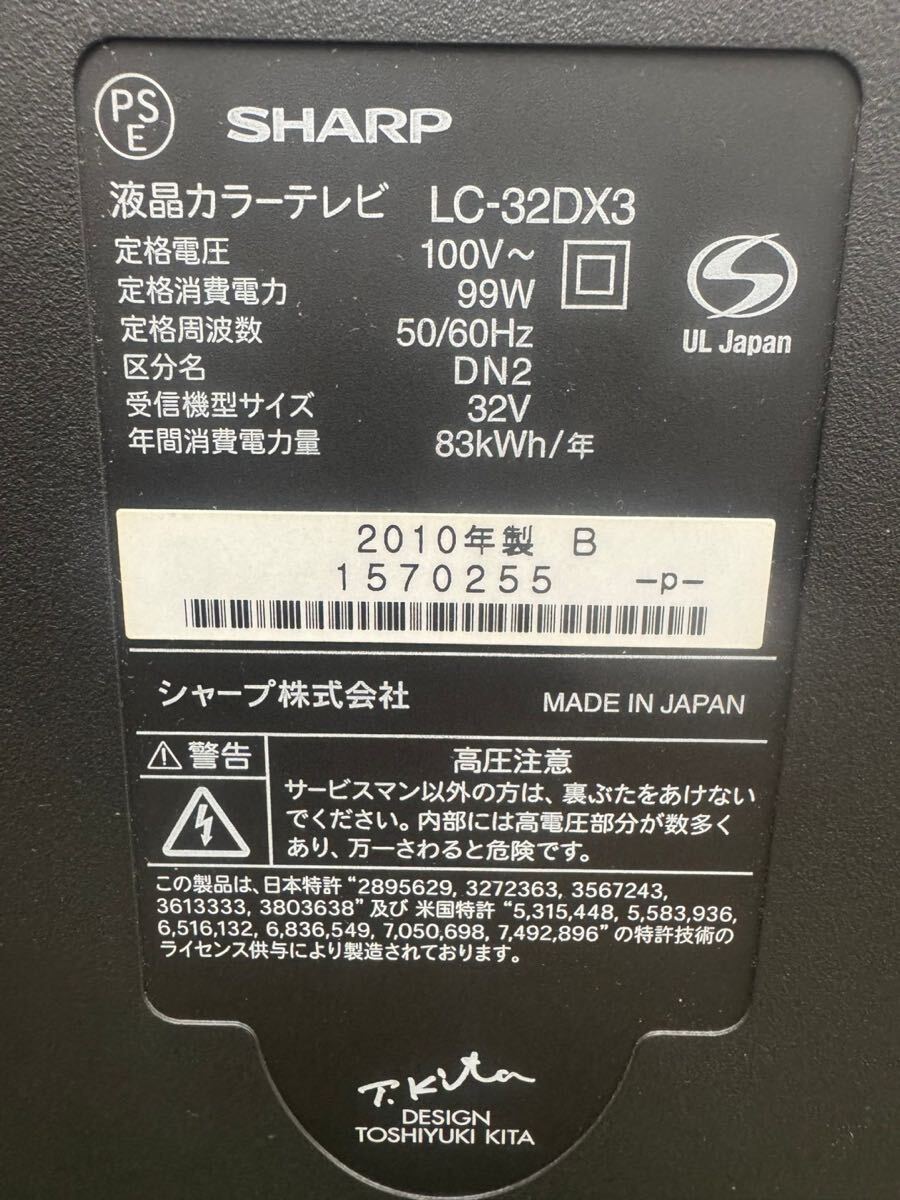 PS
E
SHARP
液晶カラーテレビ LC-32DX3
定格電圧 100V～
定格消費電力 99W
定格周波数 50/60Hz
区分名 DN2
受信機型サイズ 32V
年間消費電力量 83kWh/年
UL Japan
2010年製 B
1570255 -p-
シャープ株式会社 MADE IN JAPAN
警告
高圧注意
サービスマン以外の方は、裏ぶたをあけない
でください。内部には高電圧部分が数多く
あり、万一さわると危険です。
この製品は、日本特許 “2895629, 3272363, 3567243,
3613333, 3803638” 及び 米国特許 “5,315,448, 5,583,936,
6,516,132, 6,836,549, 7,050,698, 7,492,896” の特許技術の
ライセンス供与により製造されております。
T. Kita
DESIGN
TOSHIYUKI KITA